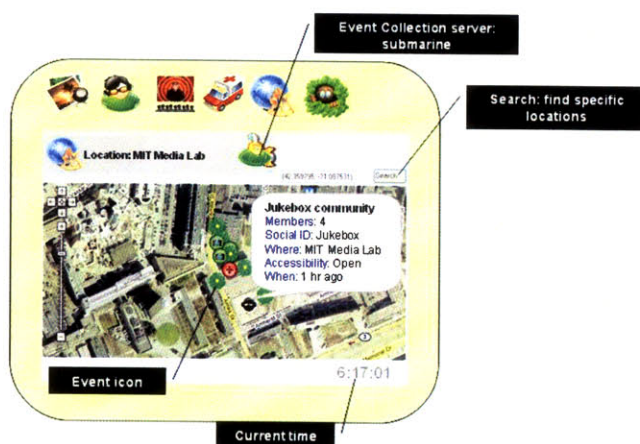 Event Collection server:
submarine
Search: find specific
locations
Location: MIT Media Lab
Search
Jukebox community
Members: 4
Social ID: Jukebox
Where: MIT Media Lab
Accessibility: Open
When: 1 hr ago
Event icon
6:17:01
Current time